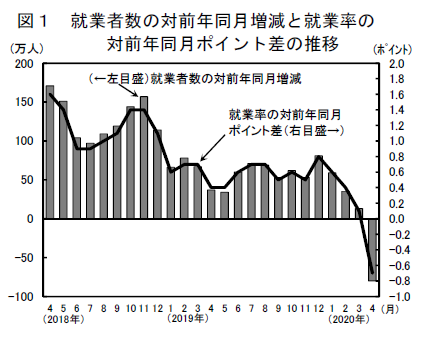 図１　就業者数の対前年同月増減と就業率の
対前年同月ポイント差の推移
(万人)
(ポイント)
200
150
100
50
0
−50
−100
2.0
1.8
1.6
1.4
1.2
1.0
0.8
0.6
0.4
0.2
0.0
−0.2
−0.4
−0.6
−0.8
−1.0
(←左目盛)就業者数の対前年同月増減
就業率の対前年同月
ポイント差(右目盛→)
4 5 6 7 8 9 10 11 12 1 2 3 4 5 6 7 8 9 10 11 12 1 2 3 4 (月)
(2018年) (2019年) (2020年)